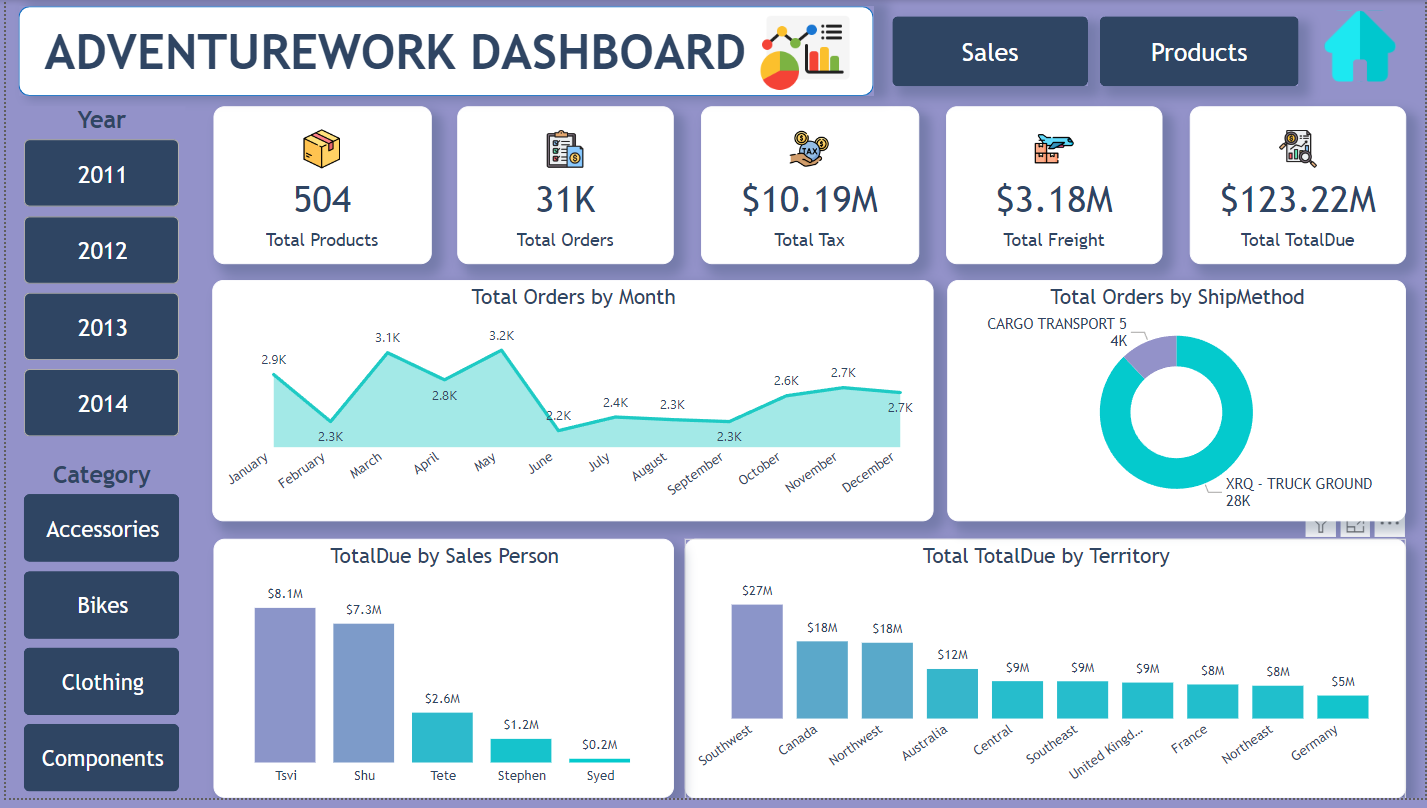 ADVENTUREWORK DASHBOARD
Sales
Products
Year
2011
2012
2013
2014
Category
Accessories
Bikes
Clothing
Components
504
Total Products
31K
Total Orders
TAX
$10.19M
Total Tax
$3.18M
Total Freight
$123.22M
Total TotalDue
Total Orders by Month
2.9K
2.3K
3.1K
2.8K
3.2K
2.2K
2.4K
2.3K
2.3K
2.6K
2.7K
2.7K
January
February
March
April
May
June
July
August
September
October
November
December
Total Orders by ShipMethod
CARGO TRANSPORT 5
4K
XRQ - TRUCK GROUND
28K
TotalDue by Sales Person
$8.1M
$7.3M
$2.6M
$1.2M
$0.2M
Tsvi
Shu
Tete
Stephen
Syed
Total TotalDue by Territory
$27M
$18M
$18M
$12M
$9M
$9M
$9M
$8M
$8M
$5M
Southwest
Canada
Northwest
Australia
Central
Southeast
United Kingd...
France
Northeast
Germany